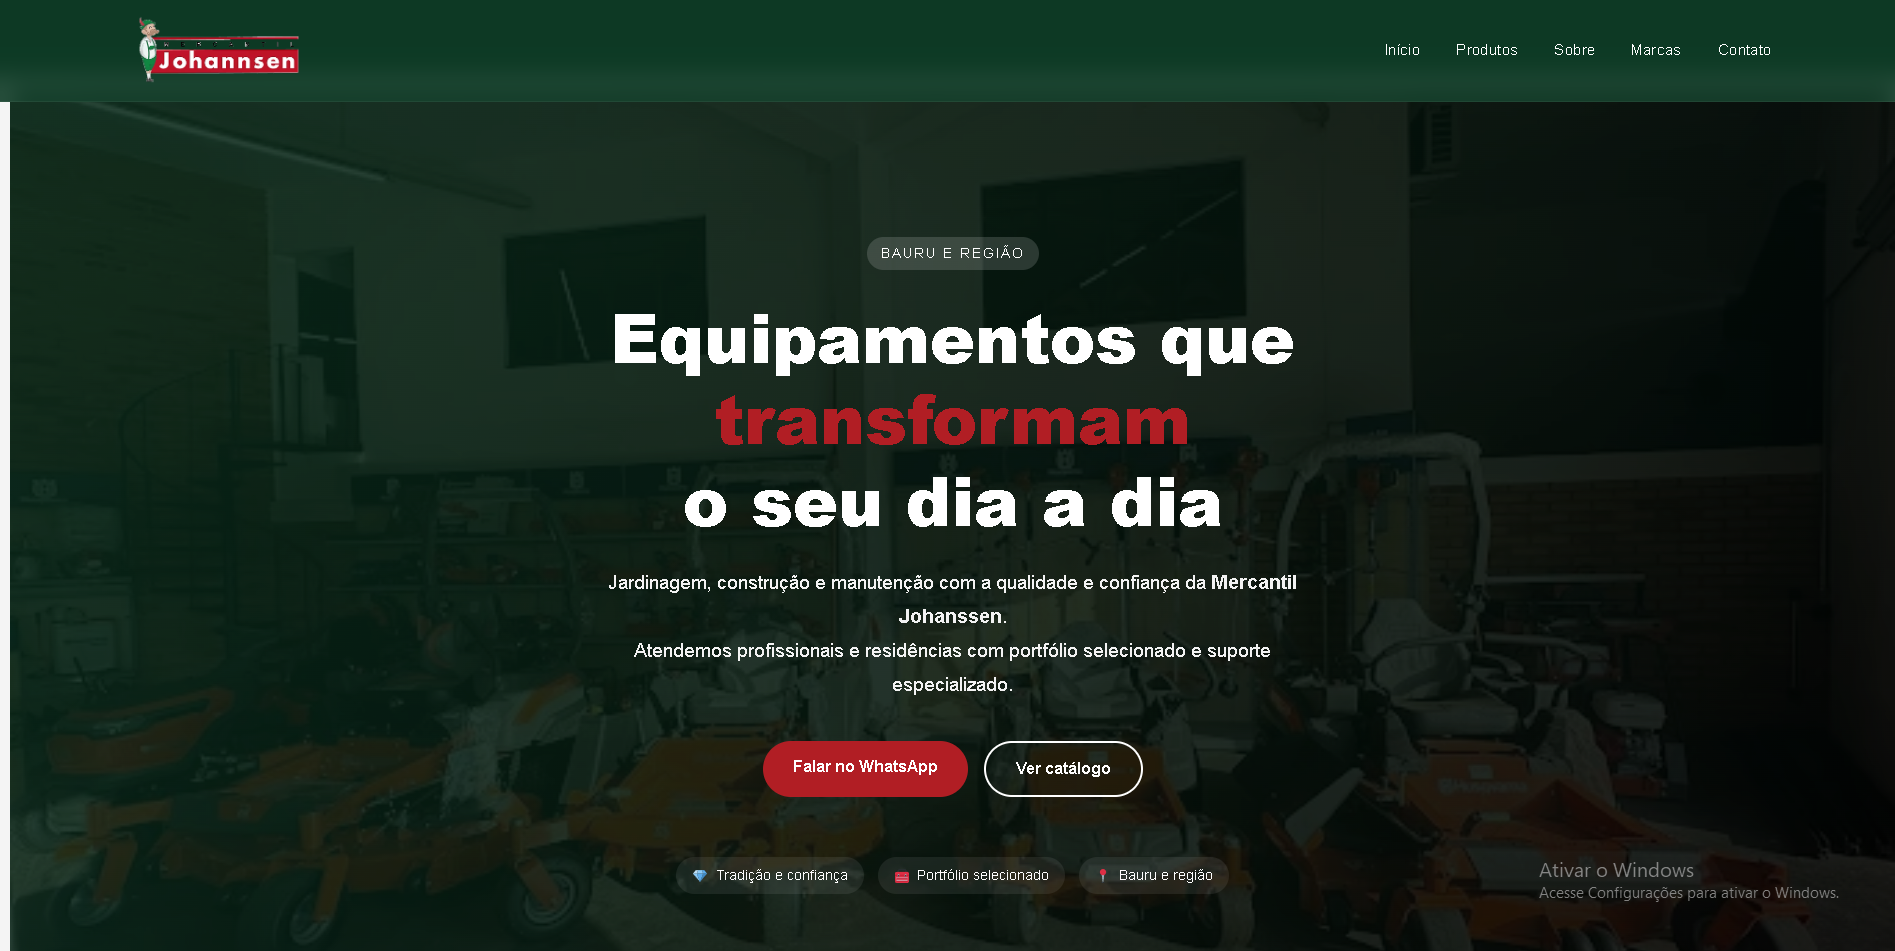 Johannsen
Início Produtos Sobre Marcas Contato
BAURU E REGIÃO
Equipamentos que
transformam
o seu dia a dia
Jardinagem, construção e manutenção com a qualidade e confiança da Mercantil
Johanssen.
Atendemos profissionais e residências com portfólio selecionado e suporte
especializado.
Falar no WhatsApp Ver catálogo
Tradição e confiança Portfólio selecionado Bauru e região
Ativar o Windows
Acesse Configurações para ativar o Windows.